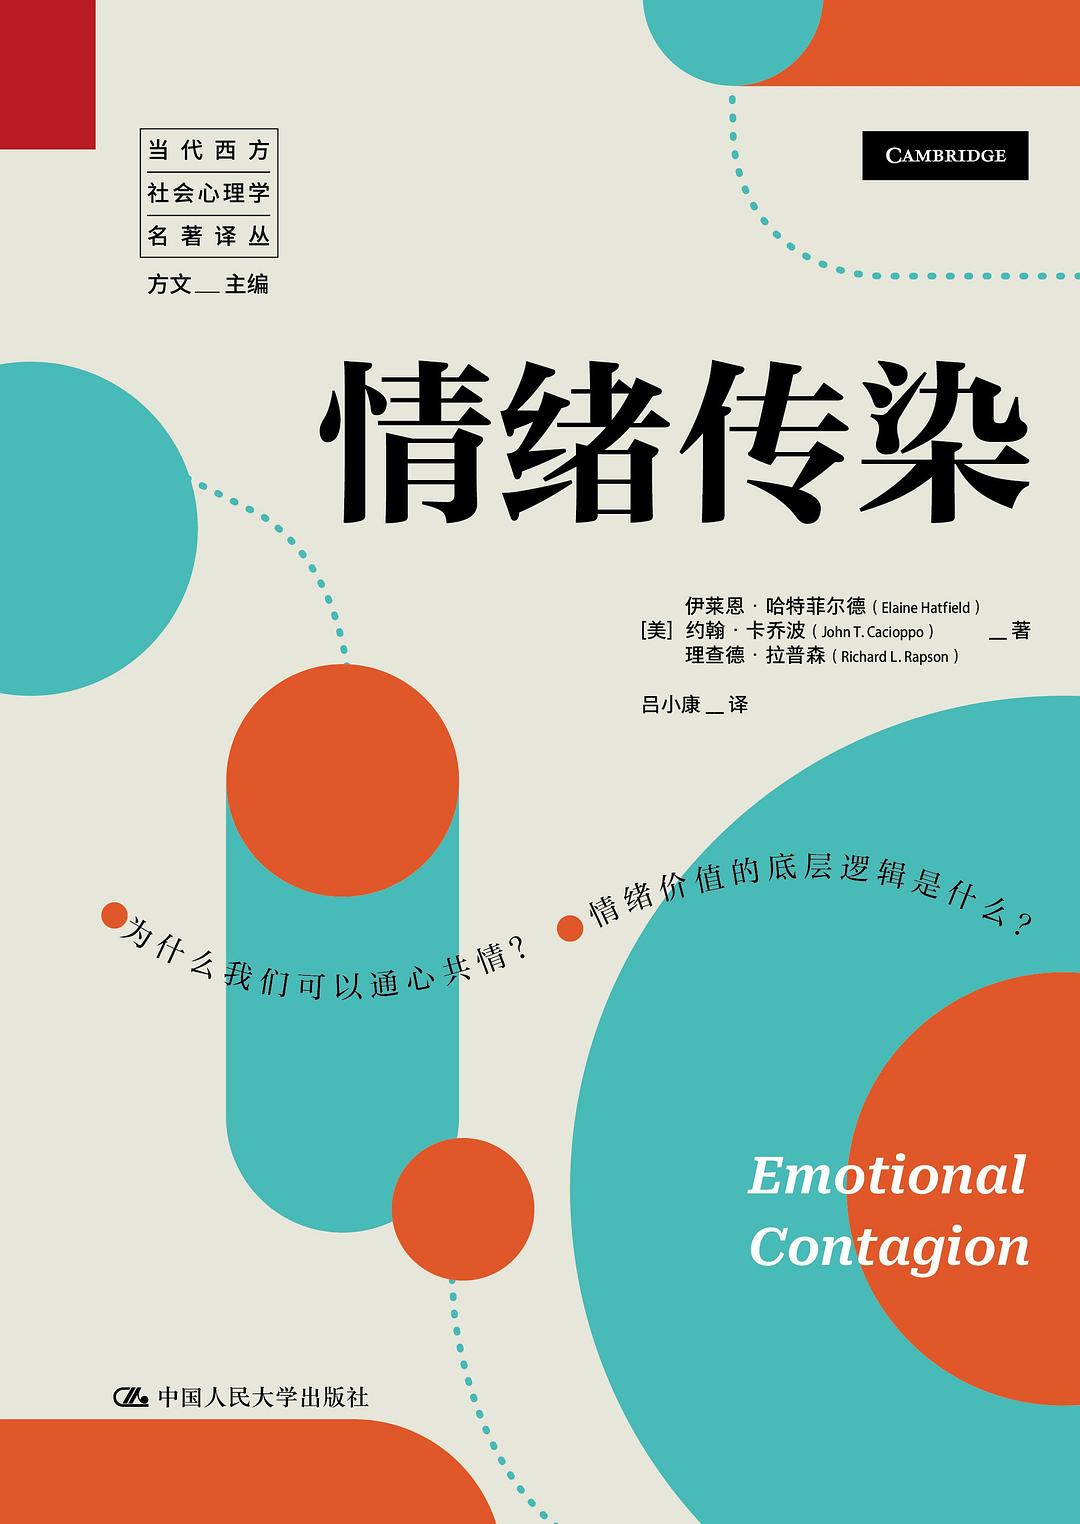 当代西方
社会心理学
名著译丛
方文__主编
CAMBRIDGE
情绪传染
伊莱恩·哈特菲尔德（Elaine Hatfield）
[美] 约翰·卡乔波（John T. Cacioppo） __著
理查德·拉普森（Richard L. Rapson）
吕小康__译
为什么我们可以通心共情？
情绪价值的底层逻辑是什么？
Emotional
Contagion
中国人民大学出版社